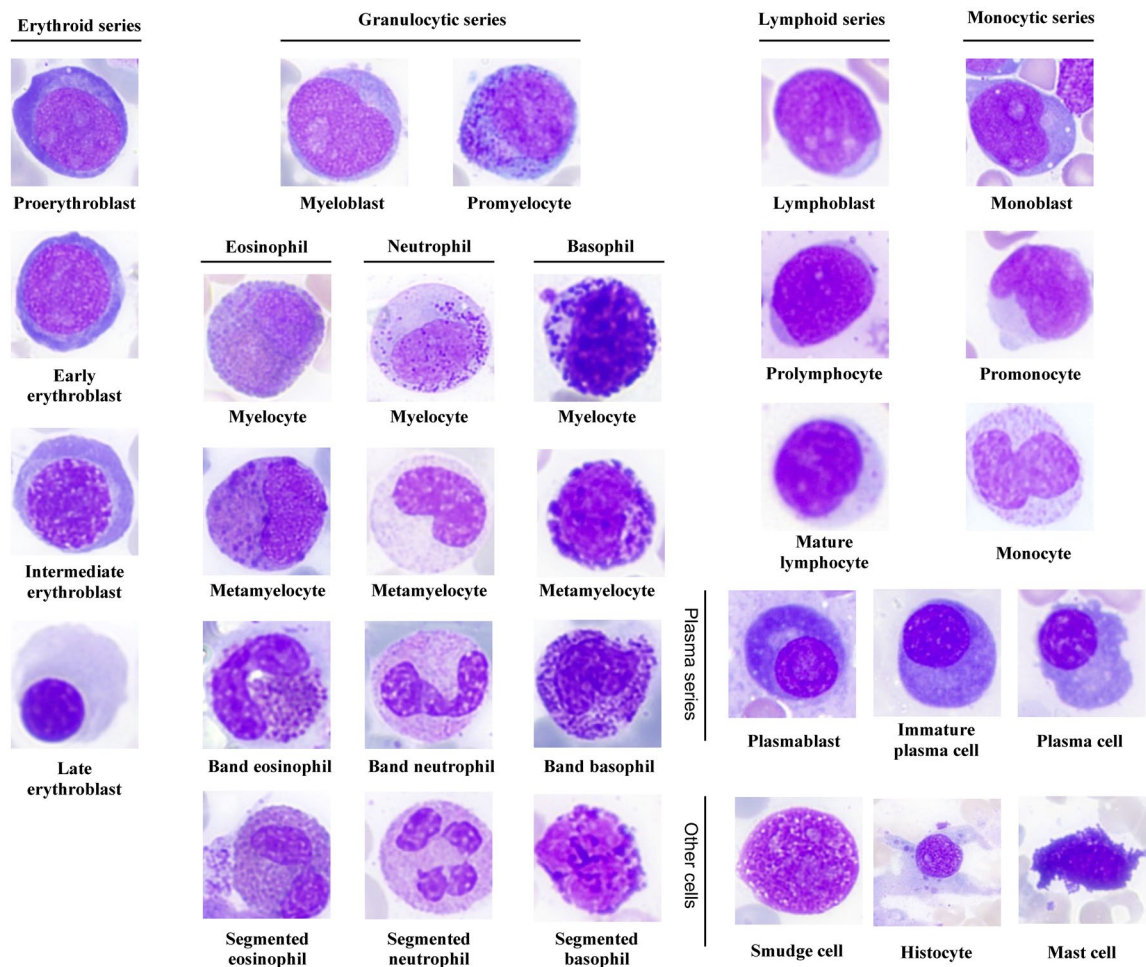 Erythroid series
Granulocytic series
Lymphoid series
Monocytic series
Proerythroblast
Myeloblast
Promyelocyte
Lymphoblast
Monoblast
Eosinophil
Neutrophil
Basophil
Early
erythroblast
Myelocyte
Myelocyte
Myelocyte
Prolymphocyte
Promonocyte
Intermediate
erythroblast
Metamyelocyte
Metamyelocyte
Metamyelocyte
Mature
lymphocyte
Monocyte
Plasma series
Plasmablast
Immature
plasma cell
Plasma cell
Late
erythroblast
Band eosinophil
Band neutrophil
Band basophil
Other cells
Segmented
eosinophil
Segmented
neutrophil
Segmented
basophil
Smudge cell
Histocyte
Mast cell